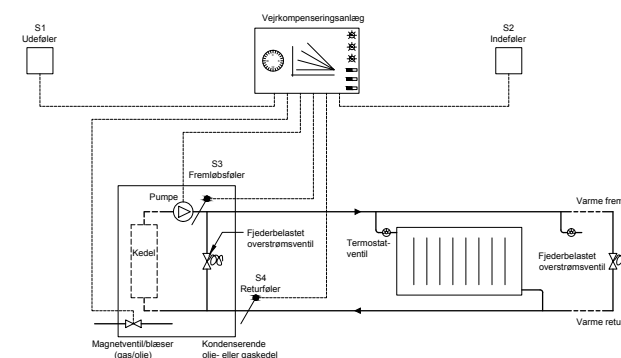 Vejrkompenseringsanlæg
S1
Udeføler
S2
Indeføler
S3
Fremløbsføler
Pumpe
Varme frem
Fjederbelastet
overstrømsventil
Termostat-
ventil
Fjederbelastet
overstrømsventil
Kedel
S4
Returføler
Varme retu
Magnetventil/blæser
(gas/olie)
Kondenserende
olie- eller gaskedel